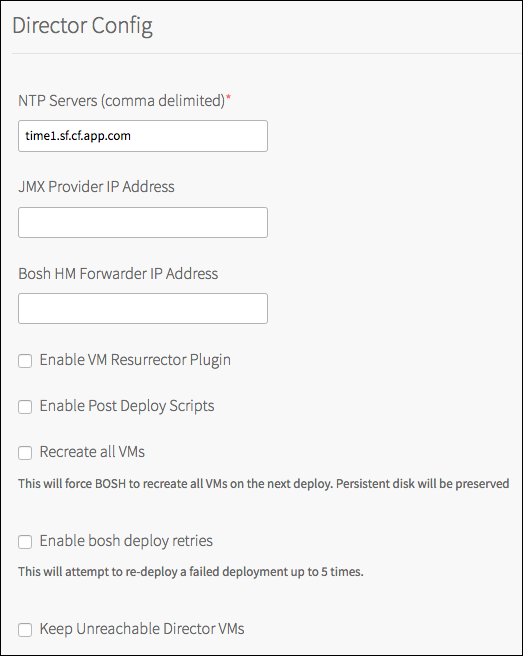 Director Config
NTP Servers (comma delimited)*
time1.sf.cf.app.com
JMX Provider IP Address
Bosh HM Forwarder IP Address
Enable VM Resurrector Plugin
Enable Post Deploy Scripts
Recreate all VMs
This will force BOSH to recreate all VMs on the next deploy. Persistent disk will be preserved
Enable bosh deploy retries
This will attempt to re-deploy a failed deployment up to 5 times.
Keep Unreachable Director VMs